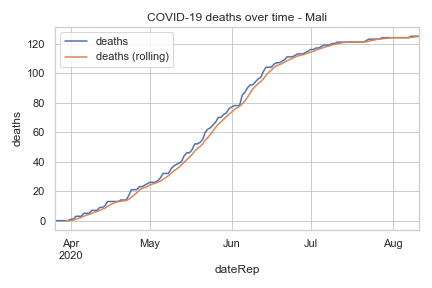 COVID-19 deaths over time - Mali
deaths
deaths (rolling)
120
100
80
60
40
20
0
deaths
Apr
2020
May
Jun
Jul
Aug
dateRep